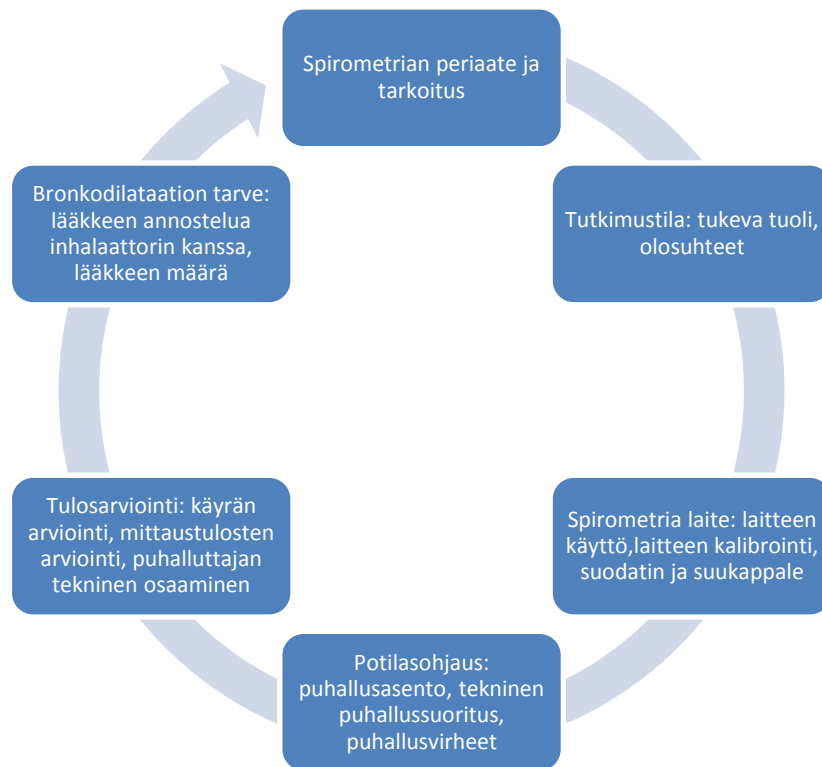 Spirometrian periaate ja
tarkoitus
Tutkimustila: tukeva tuoli,
olosuhteet
Spirometria laite: laitteen
käyttö,laitteen kalibrointi,
suodatin ja suukappale
Potilasohjaus:
puhallusasento, tekninen
puhallussuoritus,
puhallusvirheet
Tulosarviointi: käyrän
arviointi, mittaustulosten
arviointi, puhalluttajan
tekninen osaaminen
Bronkodilataation tarve:
lääkkeen annostelua
inhalaattorin kanssa,
lääkkeen määrä